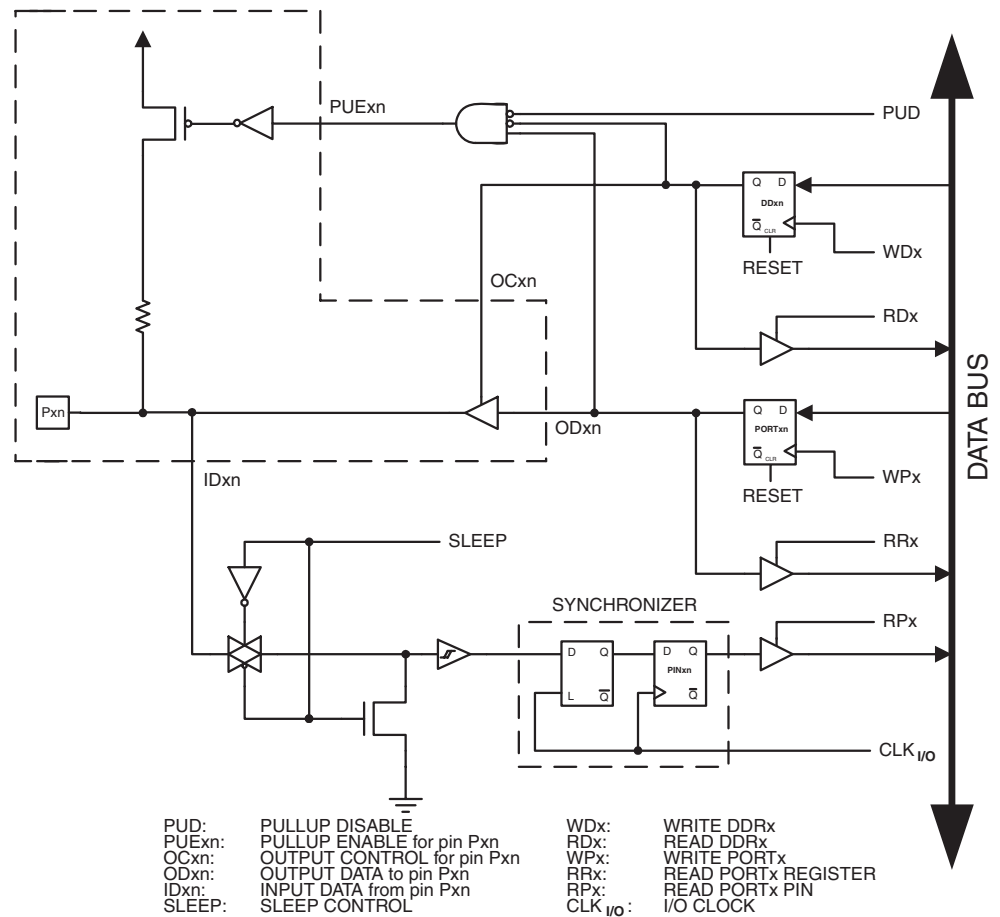 PUExn
PUD
Q D
DDxn
Q CLR
WDx
RESET
OCxn
RDx
Pxn
ODxn
Q D
PORTxn
Q CLR
WPx
RESET
IDxn
DATA BUS
SLEEP
RRx
SYNCHRONIZER
RPx
D Q
L Q
D Q
PINxn
Q
CLK I/O
PUD: PULLUP DISABLE
PUExn: PULLUP ENABLE for pin Pxn
OCxn: OUTPUT CONTROL for pin Pxn
ODxn: OUTPUT DATA to pin Pxn
IDxn: INPUT DATA from pin Pxn
SLEEP: SLEEP CONTROL
WDx: WRITE DDRx
RDx: READ DDRx
WPx: WRITE PORTx
RRx: READ PORTx REGISTER
RPx: READ PORTx PIN
CLK I/O: I/O CLOCK